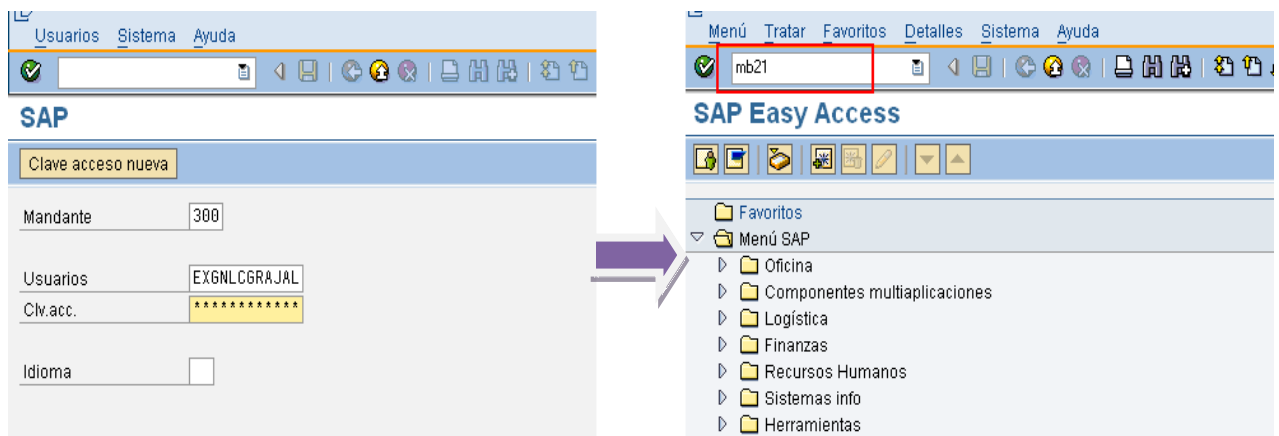 Usuarios Sistema Ayuda
SAP
Clave acceso nueva
Mandante 300
Usuarios EXGNLCGRAJAL
Clv.acc. ************
Idioma
Menú Tratar Favoritos Detalles Sistema Ayuda
mb21
SAP Easy Access
Favoritos
Menú SAP
Oficina
Componentes multiaplicaciones
Logística
Finanzas
Recursos Humanos
Sistemas info
Herramientas